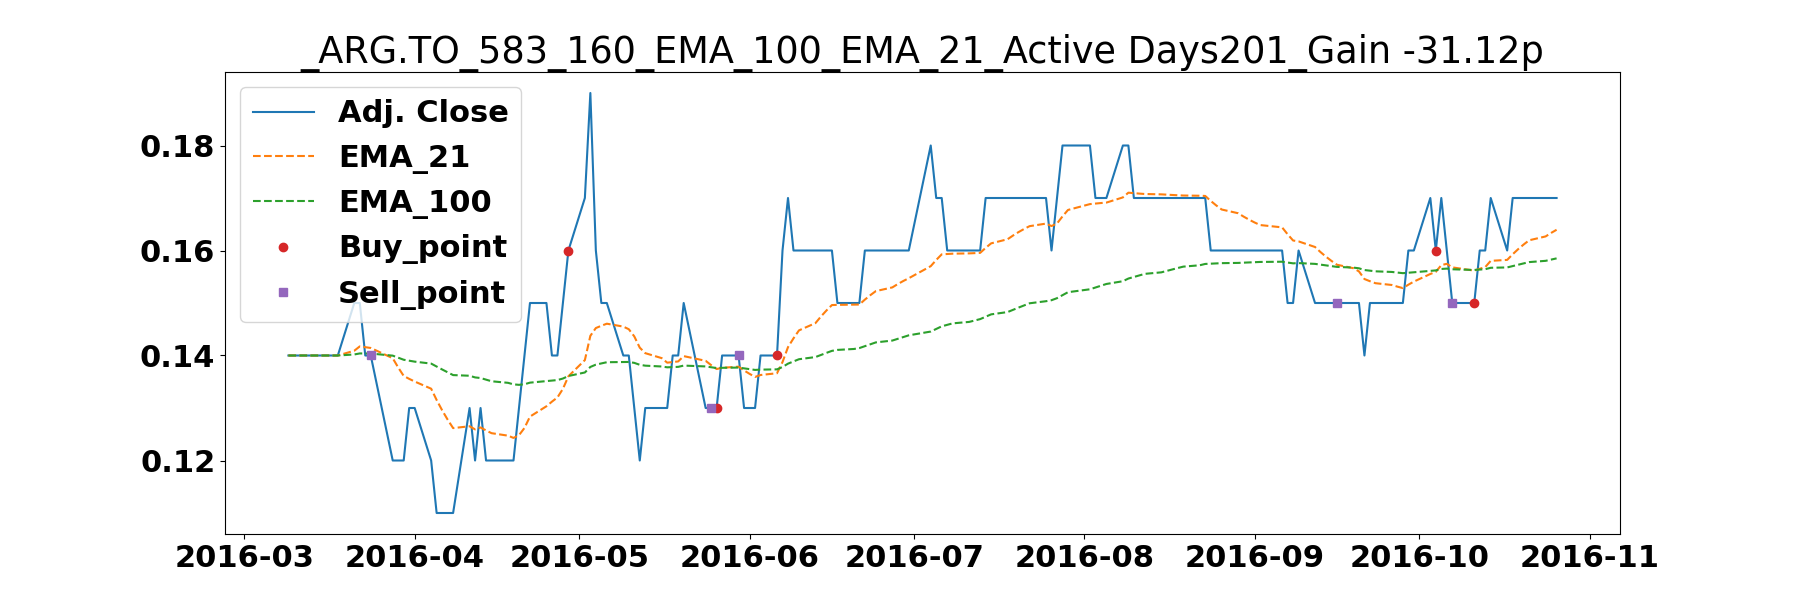 _ARG.TO_583_160_EMA_100_EMA_21_Active Days201_Gain -31.12p
Adj. Close
EMA_21
EMA_100
Buy_point
Sell_point
0.18
0.16
0.14
0.12
2016-03 2016-04 2016-05 2016-06 2016-07 2016-08 2016-09 2016-10 2016-11